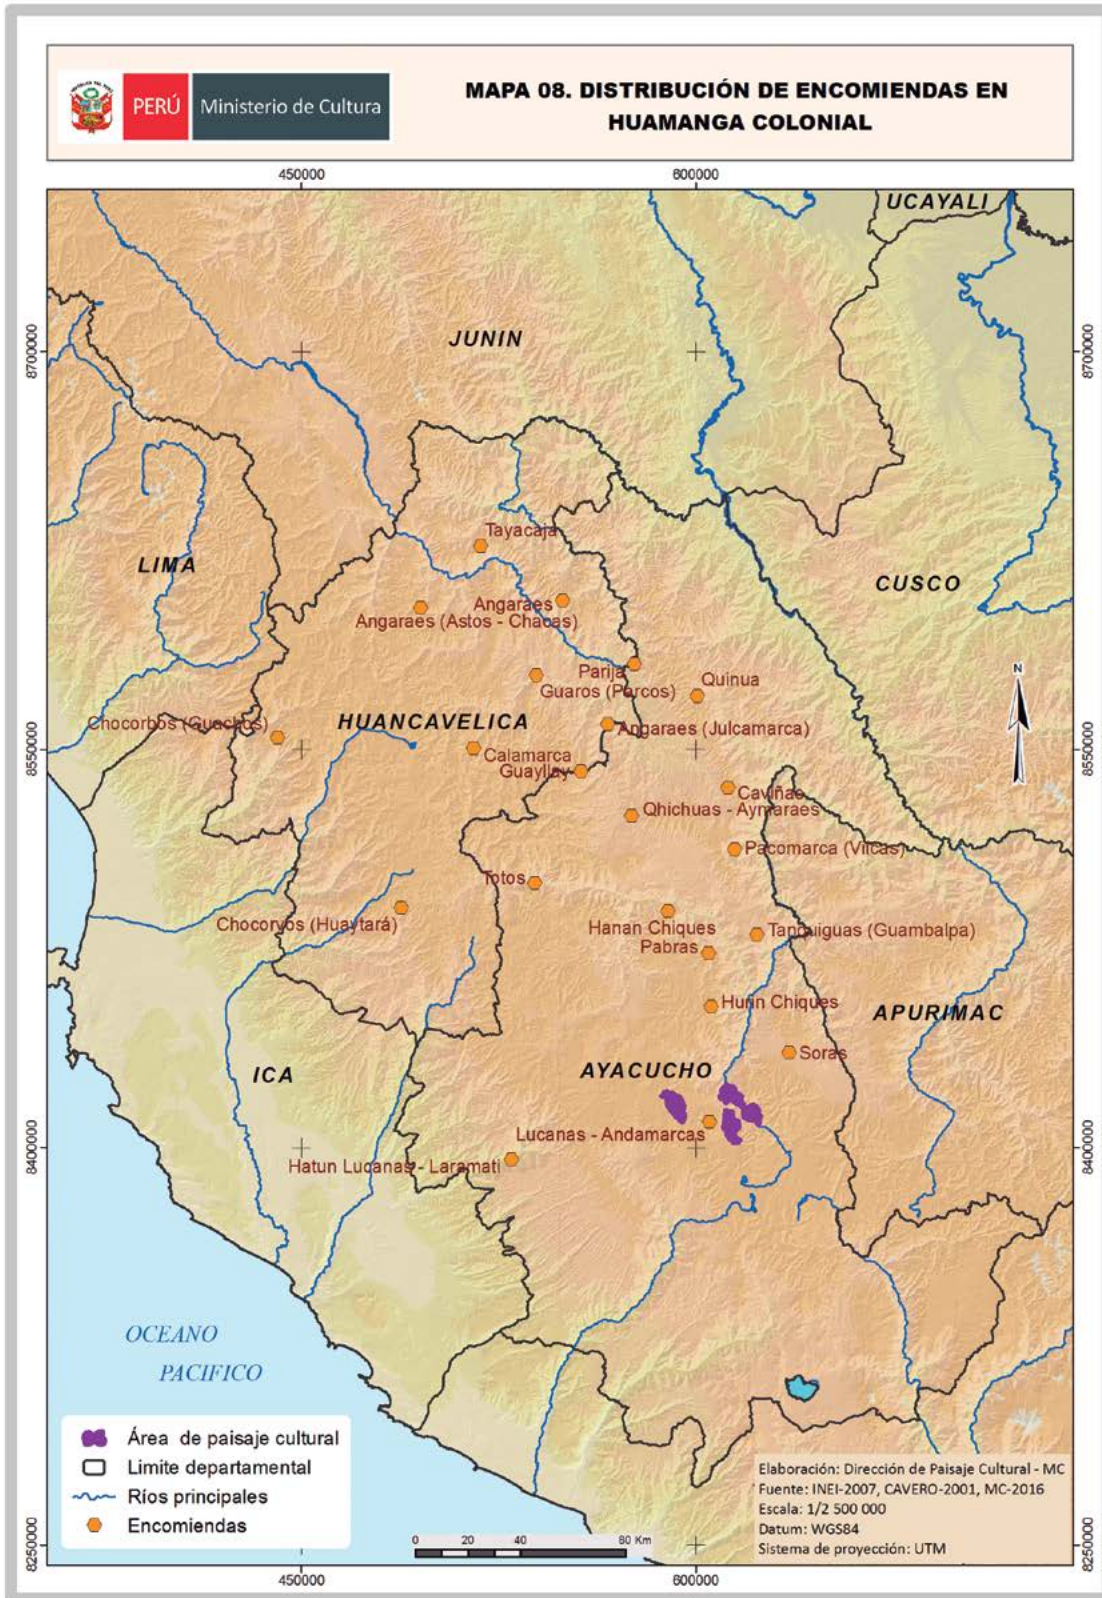 PERÚ
Ministerio de Cultura
MAPA 08. DISTRIBUCIÓN DE ENCOMIENDAS EN
HUAMANGA COLONIAL
450000
600000
UCAYALI
JUNIN
8700000
8700000
Tayacaja
LIMA
CUSCO
Angaraes
Angaraes (Astos - Chacas)
N
Parija
Quinua
Guaros (Parcos)
Chocorbos (Guachos)
HUANCAVELICA
Angaraes (Julcamarca)
8550000
8550000
Calamarca
Guayllay
Caviñas
Qhichuas - Aymaraes
Pacomarca (Vilcas)
Totos
Chocorvos (Huaytará)
Hanan Chiques
Tanquiguas (Guambalpa)
Pabras
Hurin Chiques
APURIMAC
Soras
ICA
AYACUCHO
Lucanas - Andamarcas
8400000
8400000
Hatun Lucanas - Laramati
OCEANO
PACIFICO
Área de paisaje cultural
Limite departamental
Ríos principales
Encomiendas
0 20 40 80 Km
Elaboración: Dirección de Paisaje Cultural - MC
Fuente: INEI-2007, CAVERO-2001, MC-2016
Escala: 1/2 500 000
Datum: WGS84
Sistema de proyección: UTM
8250000
8250000
450000
600000